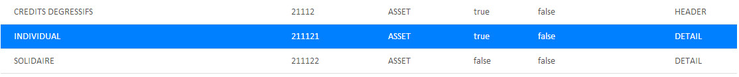 CREDITS DEGRESSIFS 21112 ASSET true false HEADER
INDIVIDUAL 211121 ASSET true false DETAIL
SOLIDAIRE 211122 ASSET false false DETAIL